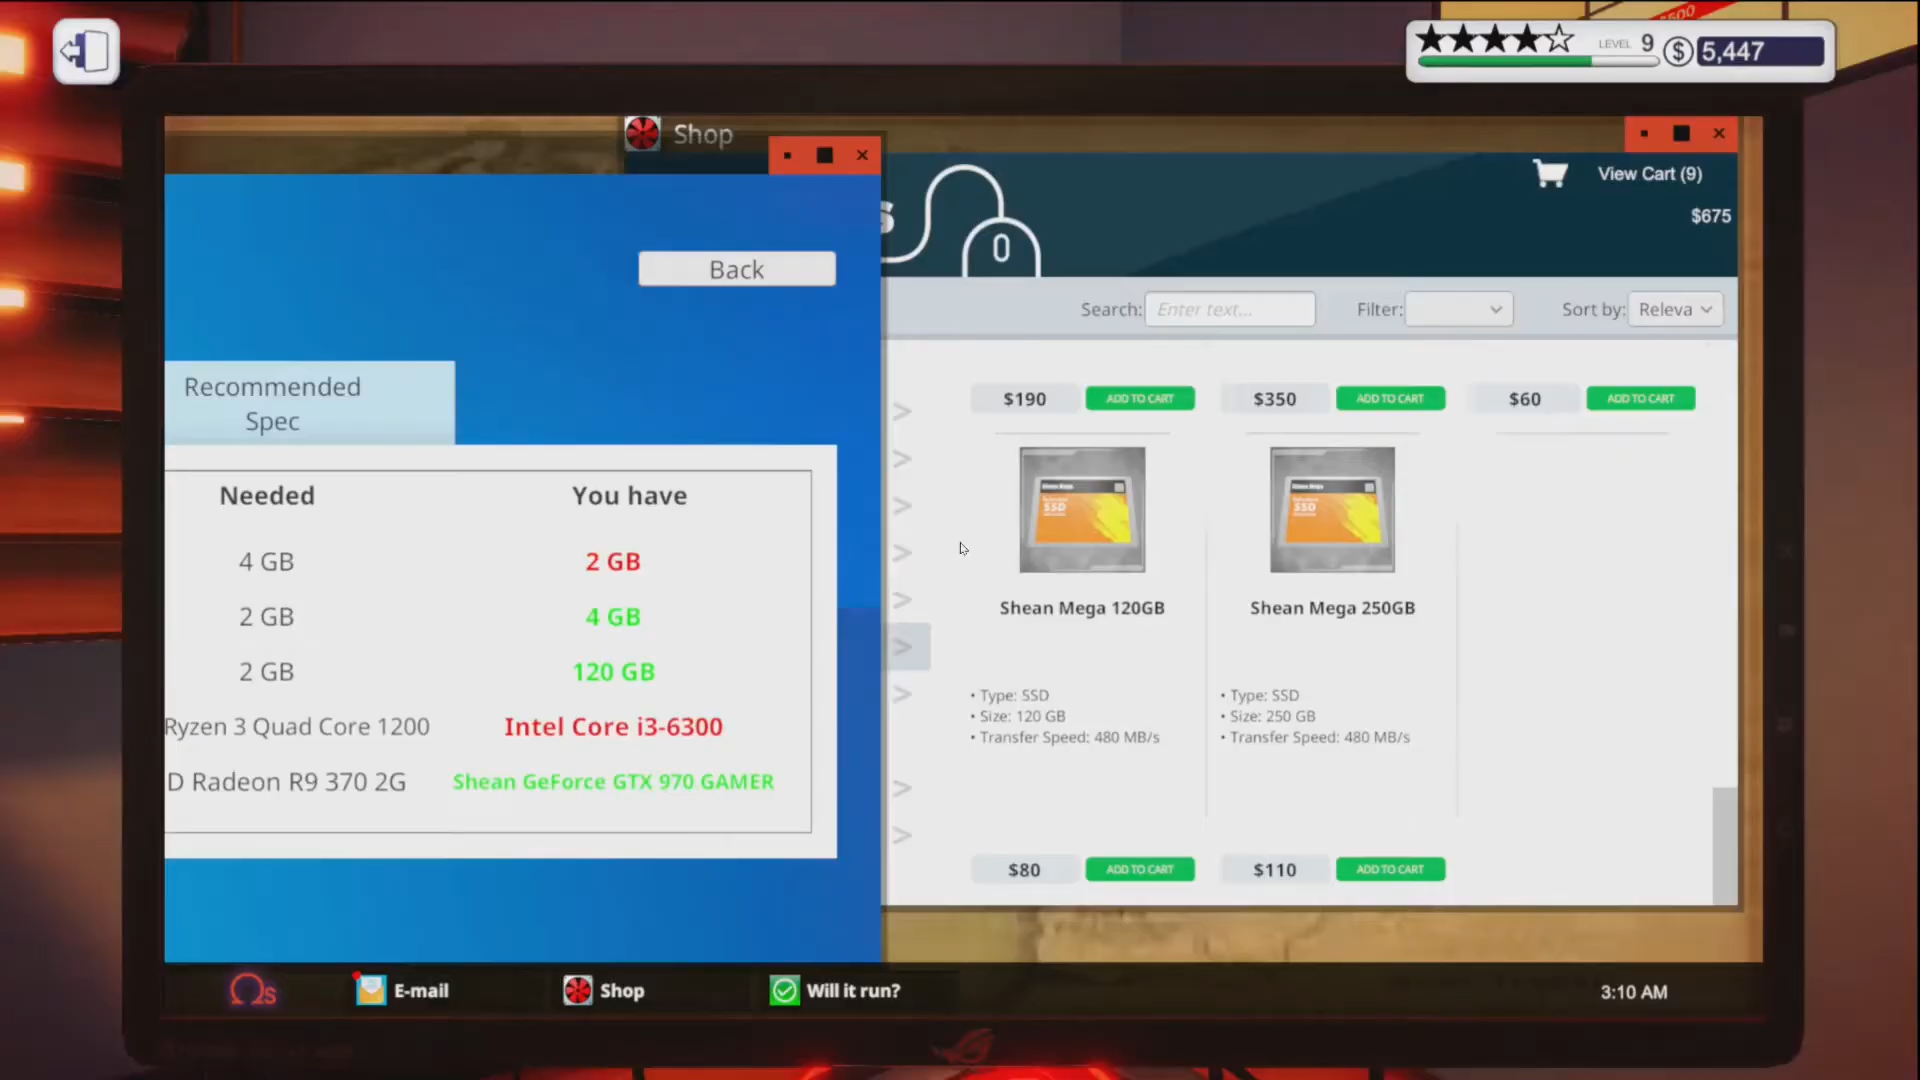 LEVEL 9
$ 5,447
Shop
View Cart (9)
$675
s
Back
Search: Enter text...
Filter:
Sort by: Releva
Recommended
Spec
Needed You have
4 GB 2 GB
2 GB 4 GB
2 GB 120 GB
Ryzen 3 Quad Core 1200 Intel Core i3-6300
D Radeon R9 370 2G Shean GeForce GTX 970 GAMER
$190 ADD TO CART
$350 ADD TO CART
$60 ADD TO CART
Shean Mega
SSD
Shean Mega 120GB
• Type: SSD
• Size: 120 GB
• Transfer Speed: 480 MB/s
$80 ADD TO CART
Shean Mega
SSD
Shean Mega 250GB
• Type: SSD
• Size: 250 GB
• Transfer Speed: 480 MB/s
$110 ADD TO CART
Ωs
E-mail
Shop
Will it run?
3:10 AM